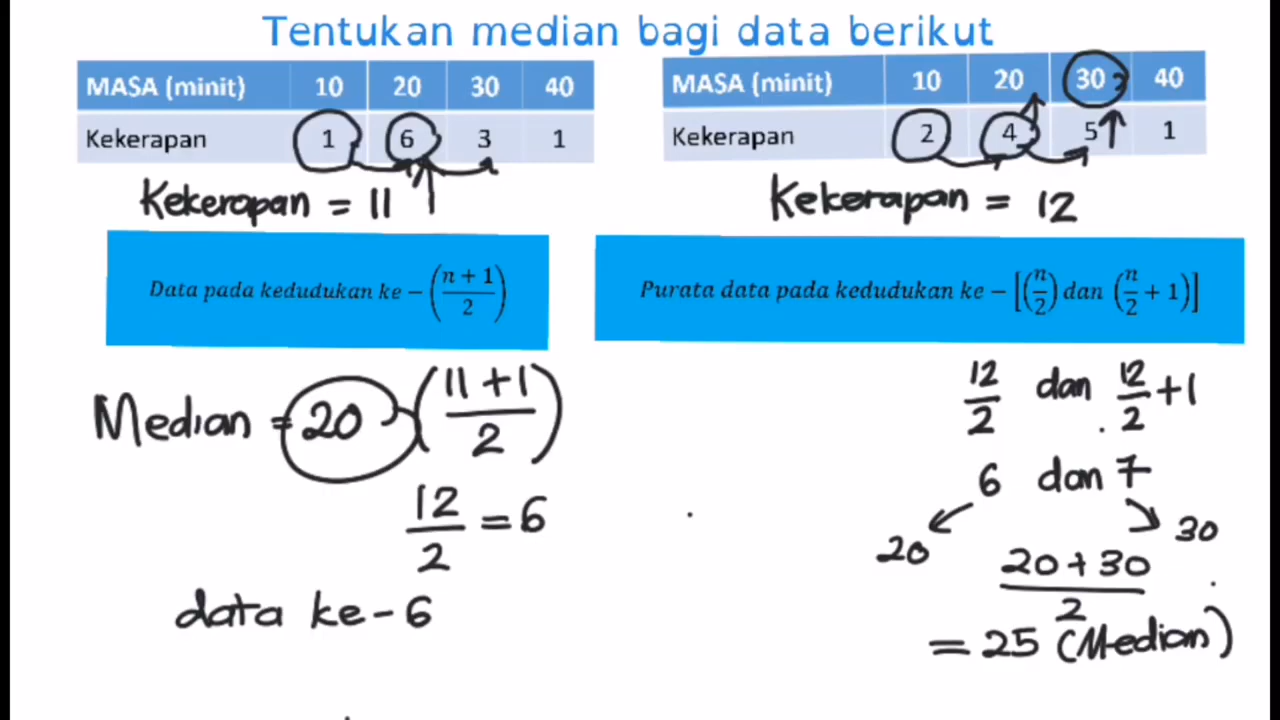 Tentukan median bagi data berikut
MASA (minit) 10 20 30 40
Kekerapan 1 6 3 1
Kekerapan = 11
Data pada kedudukan ke – (n + 1 / 2)
Median = 20 (11 + 1 / 2)
12 / 2 = 6
data ke - 6
MASA (minit) 10 20 30 40
Kekerapan 2 4 5 1
Kekerapan = 12
Purata data pada kedudukan ke – [(n/2) dan (n/2 + 1)]
12/2 dan 12/2 + 1
6 dan 7
20 30
20 + 30 / 2
= 25 (Median)